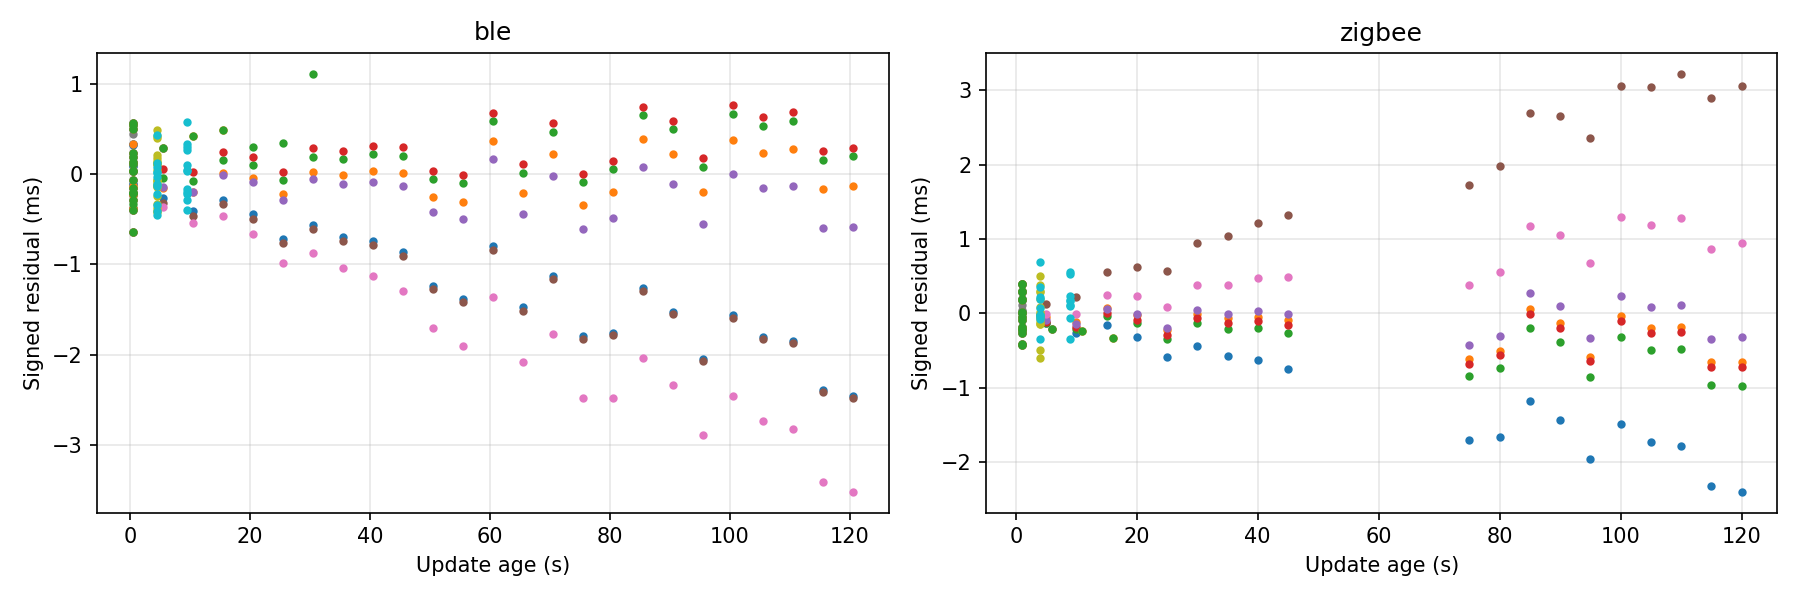 ble
zigbee
Signed residual (ms)
1
0
−1
−2
−3
0 20 40 60 80 100 120
Update age (s)
Signed residual (ms)
3
2
1
0
−1
−2
0 20 40 60 80 100 120
Update age (s)